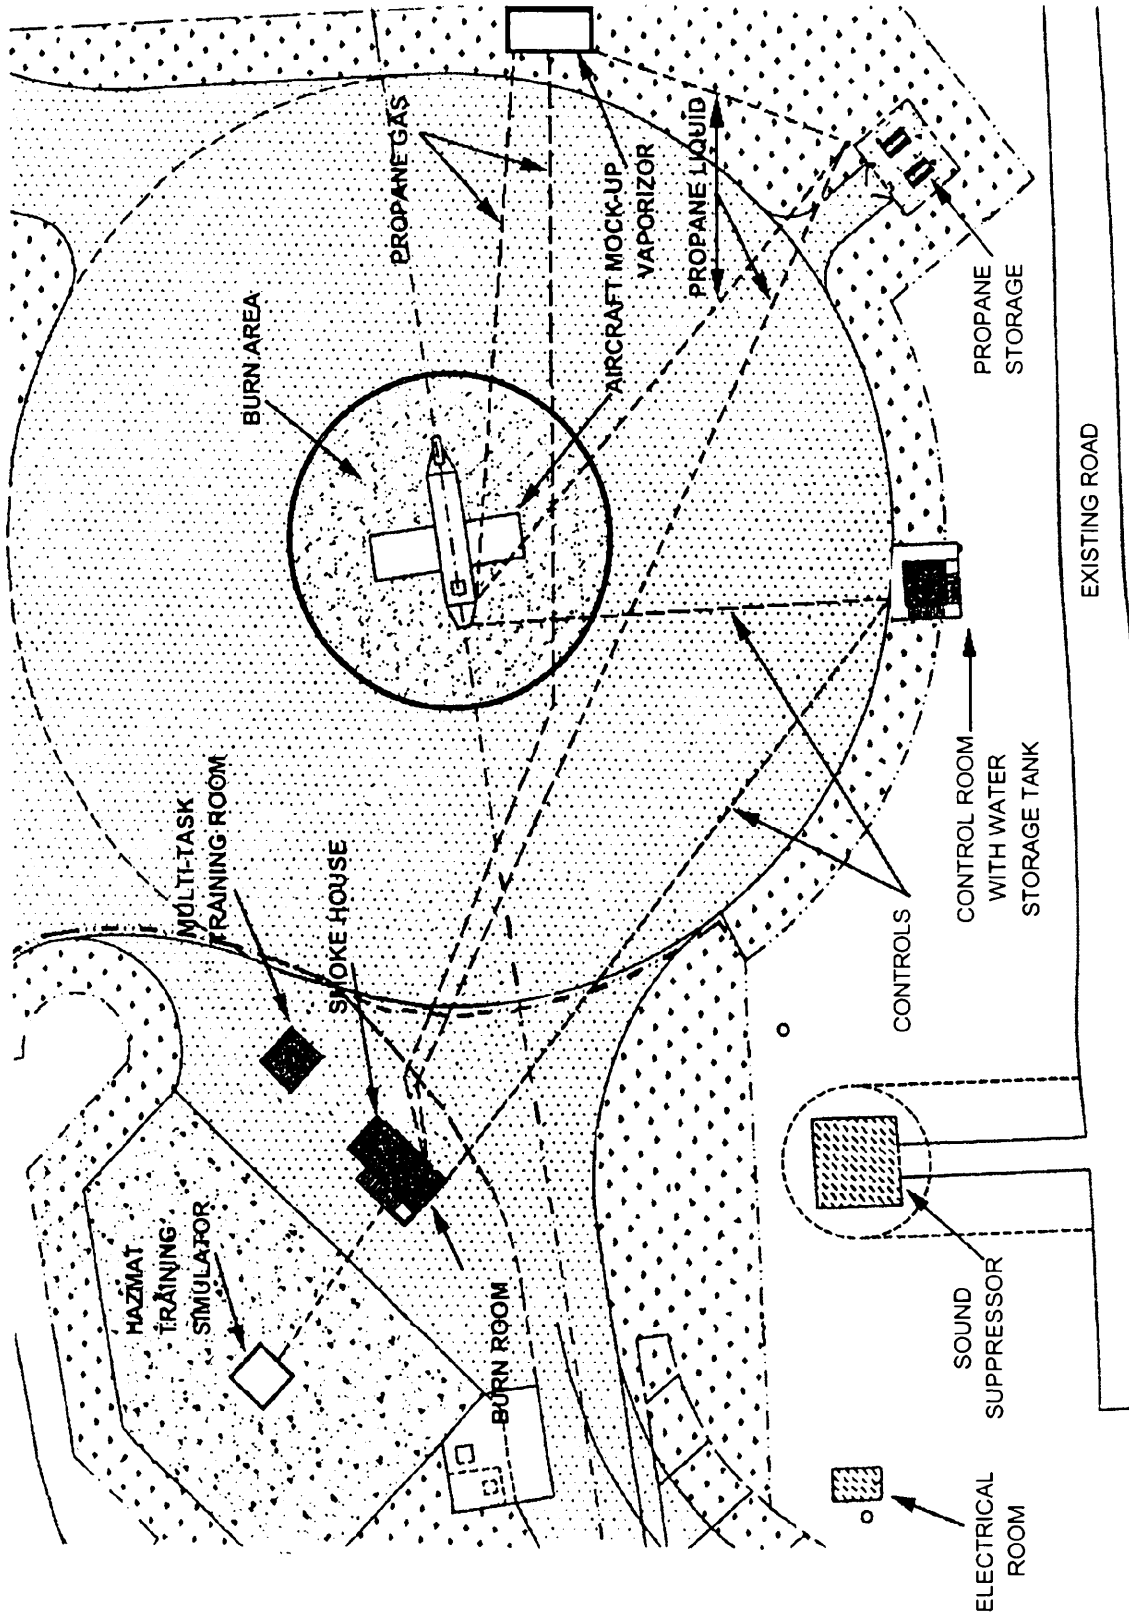 HAZMAT
TRAINING
SIMULATOR
MULTI-TASK
TRAINING ROOM
SMOKE HOUSE
BURN AREA
PROPANE GAS
BURN ROOM
AIRCRAFT MOCK-UP
VAPORIZOR
PROPANE LIQUID
CONTROLS
CONTROL ROOM
WITH WATER
STORAGE TANK
PROPANE
STORAGE
SOUND
SUPPRESSOR
ELECTRICAL
ROOM
EXISTING ROAD